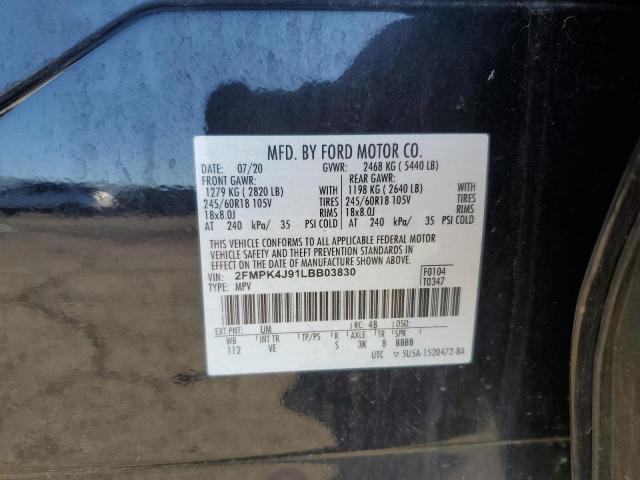 MFD. BY FORD MOTOR CO.
DATE: 07/20 GVWR: 2468 KG ( 5440 LB)
FRONT GAWR: REAR GAWR:
1279 KG ( 2820 LB) WITH 1198 KG ( 2640 LB) WITH
245/60R18 105V TIRES 245/60R18 105V TIRES
18x8.0J RIMS 18x8.0J RIMS
AT 240 kPa/ 35 PSI COLD AT 240 kPa/ 35 PSI COLD
THIS VEHICLE CONFORMS TO ALL APPLICABLE FEDERAL MOTOR
VEHICLE SAFETY AND THEFT PREVENTION STANDARDS IN
EFFECT ON THE DATE OF MANUFACTURE SHOWN ABOVE.
VIN: 2FMPK4J91LBB03830 F0104
TYPE: MPV T0347
EXT PNT: UM RC: 48 DSO:
WB INT TR TP/PS R AXLE TR SPR
112 VE S 3K 8 8888
UTC ▽ 5U5A-1520472-BA